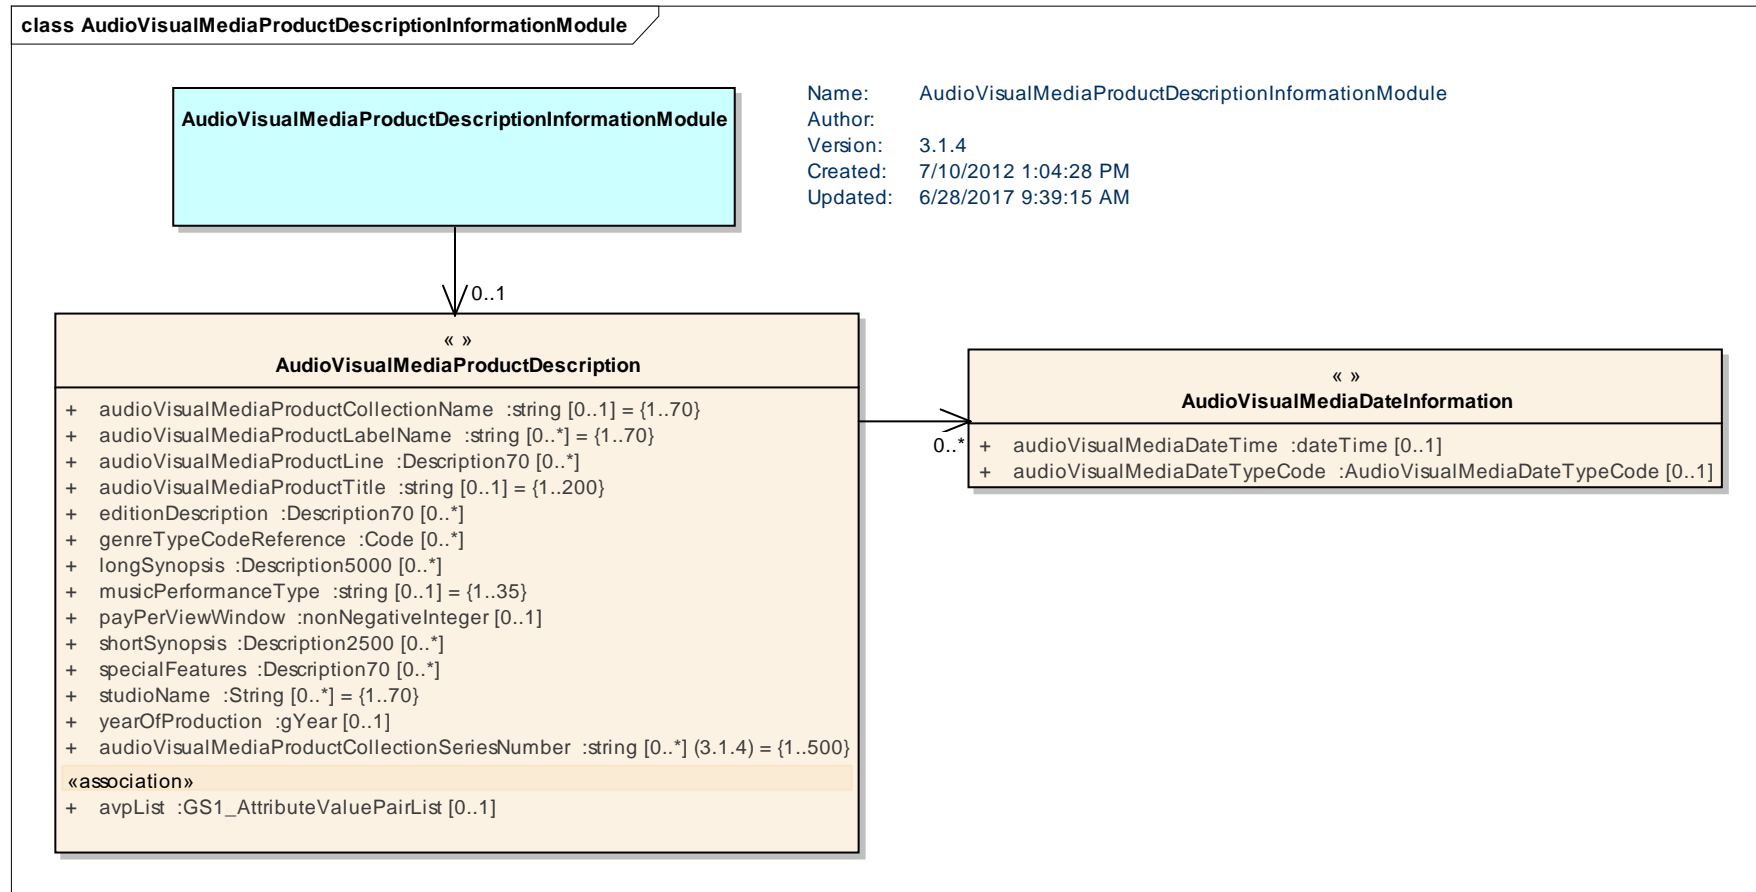 class AudioVisualMediaProductDescriptionInformationModule
AudioVisualMediaProductDescriptionInformationModule
Name: AudioVisualMediaProductDescriptionInformationModule
Author:
Version: 3.1.4
Created: 7/10/2012 1:04:28 PM
Updated: 6/28/2017 9:39:15 AM
0..1
« »
AudioVisualMediaProductDescription
+ audioVisualMediaProductCollectionName :string [0..1] = {1..70}
+ audioVisualMediaProductLabelName :string [0..*] = {1..70}
+ audioVisualMediaProductLine :Description70 [0..*]
+ audioVisualMediaProductTitle :string [0..1] = {1..200}
+ editionDescription :Description70 [0..*]
+ genreTypeCodeReference :Code [0..*]
+ longSynopsis :Description5000 [0..*]
+ musicPerformanceType :string [0..1] = {1..35}
+ payPerViewWindow :nonNegativeInteger [0..1]
+ shortSynopsis :Description2500 [0..*]
+ specialFeatures :Description70 [0..*]
+ studioName :String [0..*] = {1..70}
+ yearOfProduction :gYear [0..1]
+ audioVisualMediaProductCollectionSeriesNumber :string [0..*] (3.1.4) = {1..500}
«association»
+ avpList :GS1_AttributeValuePairList [0..1]
0..*
« »
AudioVisualMediaDateInformation
+ audioVisualMediaDateTime :dateTime [0..1]
+ audioVisualMediaDateTypeCode :AudioVisualMediaDateTypeCode [0..1]